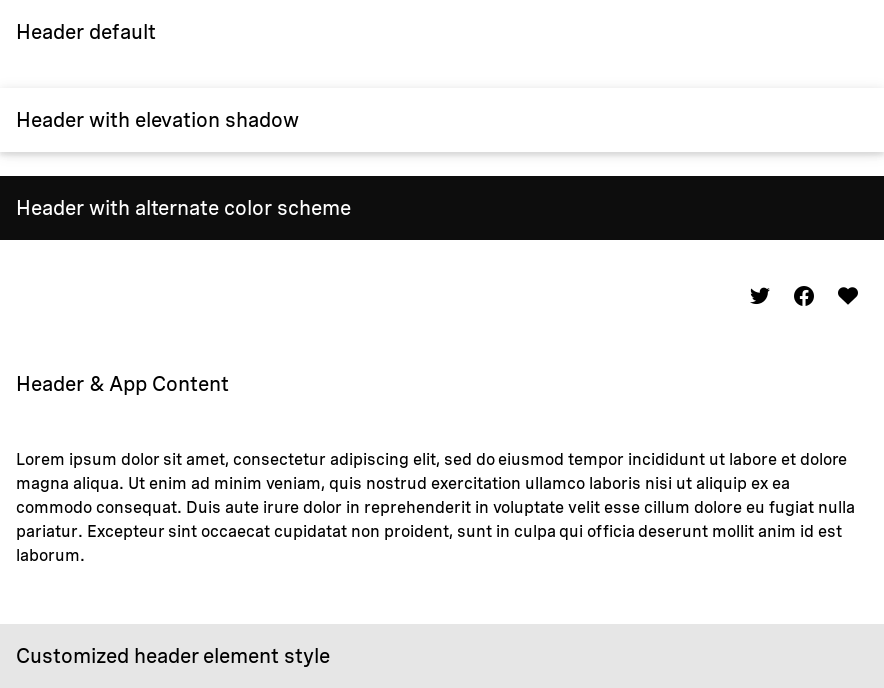 Header default
Header with elevation shadow
Header with alternate color scheme
Header & App Content
Lorem ipsum dolor sit amet, consectetur adipiscing elit, sed do eiusmod tempor incididunt ut labore et dolore
magna aliqua. Ut enim ad minim veniam, quis nostrud exercitation ullamco laboris nisi ut aliquip ex ea
commodo consequat. Duis aute irure dolor in reprehenderit in voluptate velit esse cillum dolore eu fugiat nulla
pariatur. Excepteur sint occaecat cupidatat non proident, sunt in culpa qui officia deserunt mollit anim id est
laborum.
Customized header element style